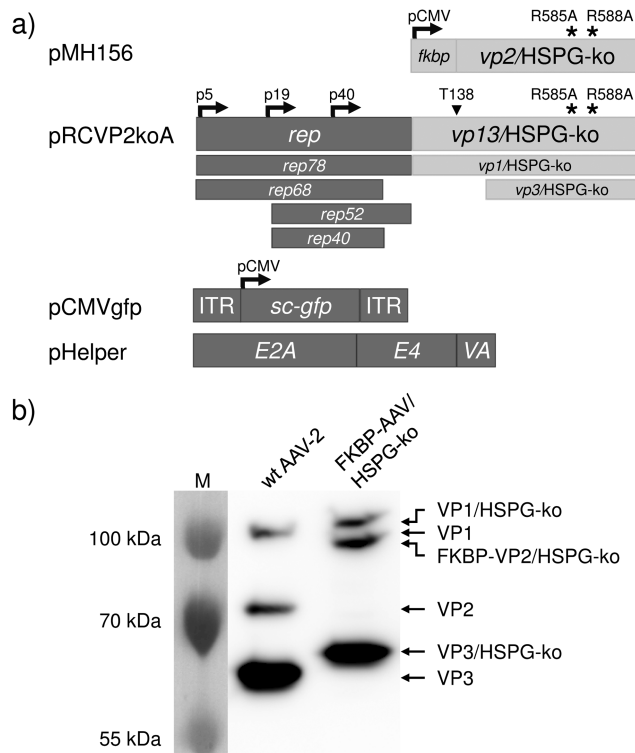 a)
pCMV R585A R588A
* *
pMH156 fkbp vp2/HSPG-ko
p5 p19 p40 T138 R585A R588A
* *
pRCVP2koA rep vp13/HSPG-ko
rep78 vp1/HSPG-ko
rep68 vp3/HSPG-ko
rep52
rep40
pCMV
pCMVgfp ITR sc-gfp ITR
pHelper E2A E4 VA
b)
M wt AAV-2 FKBP-AAV/
HSPG-ko
VP1/HSPG-ko
100 kDa VP1
FKBP-VP2/HSPG-ko
VP2
70 kDa
VP3/HSPG-ko
VP3
55 kDa